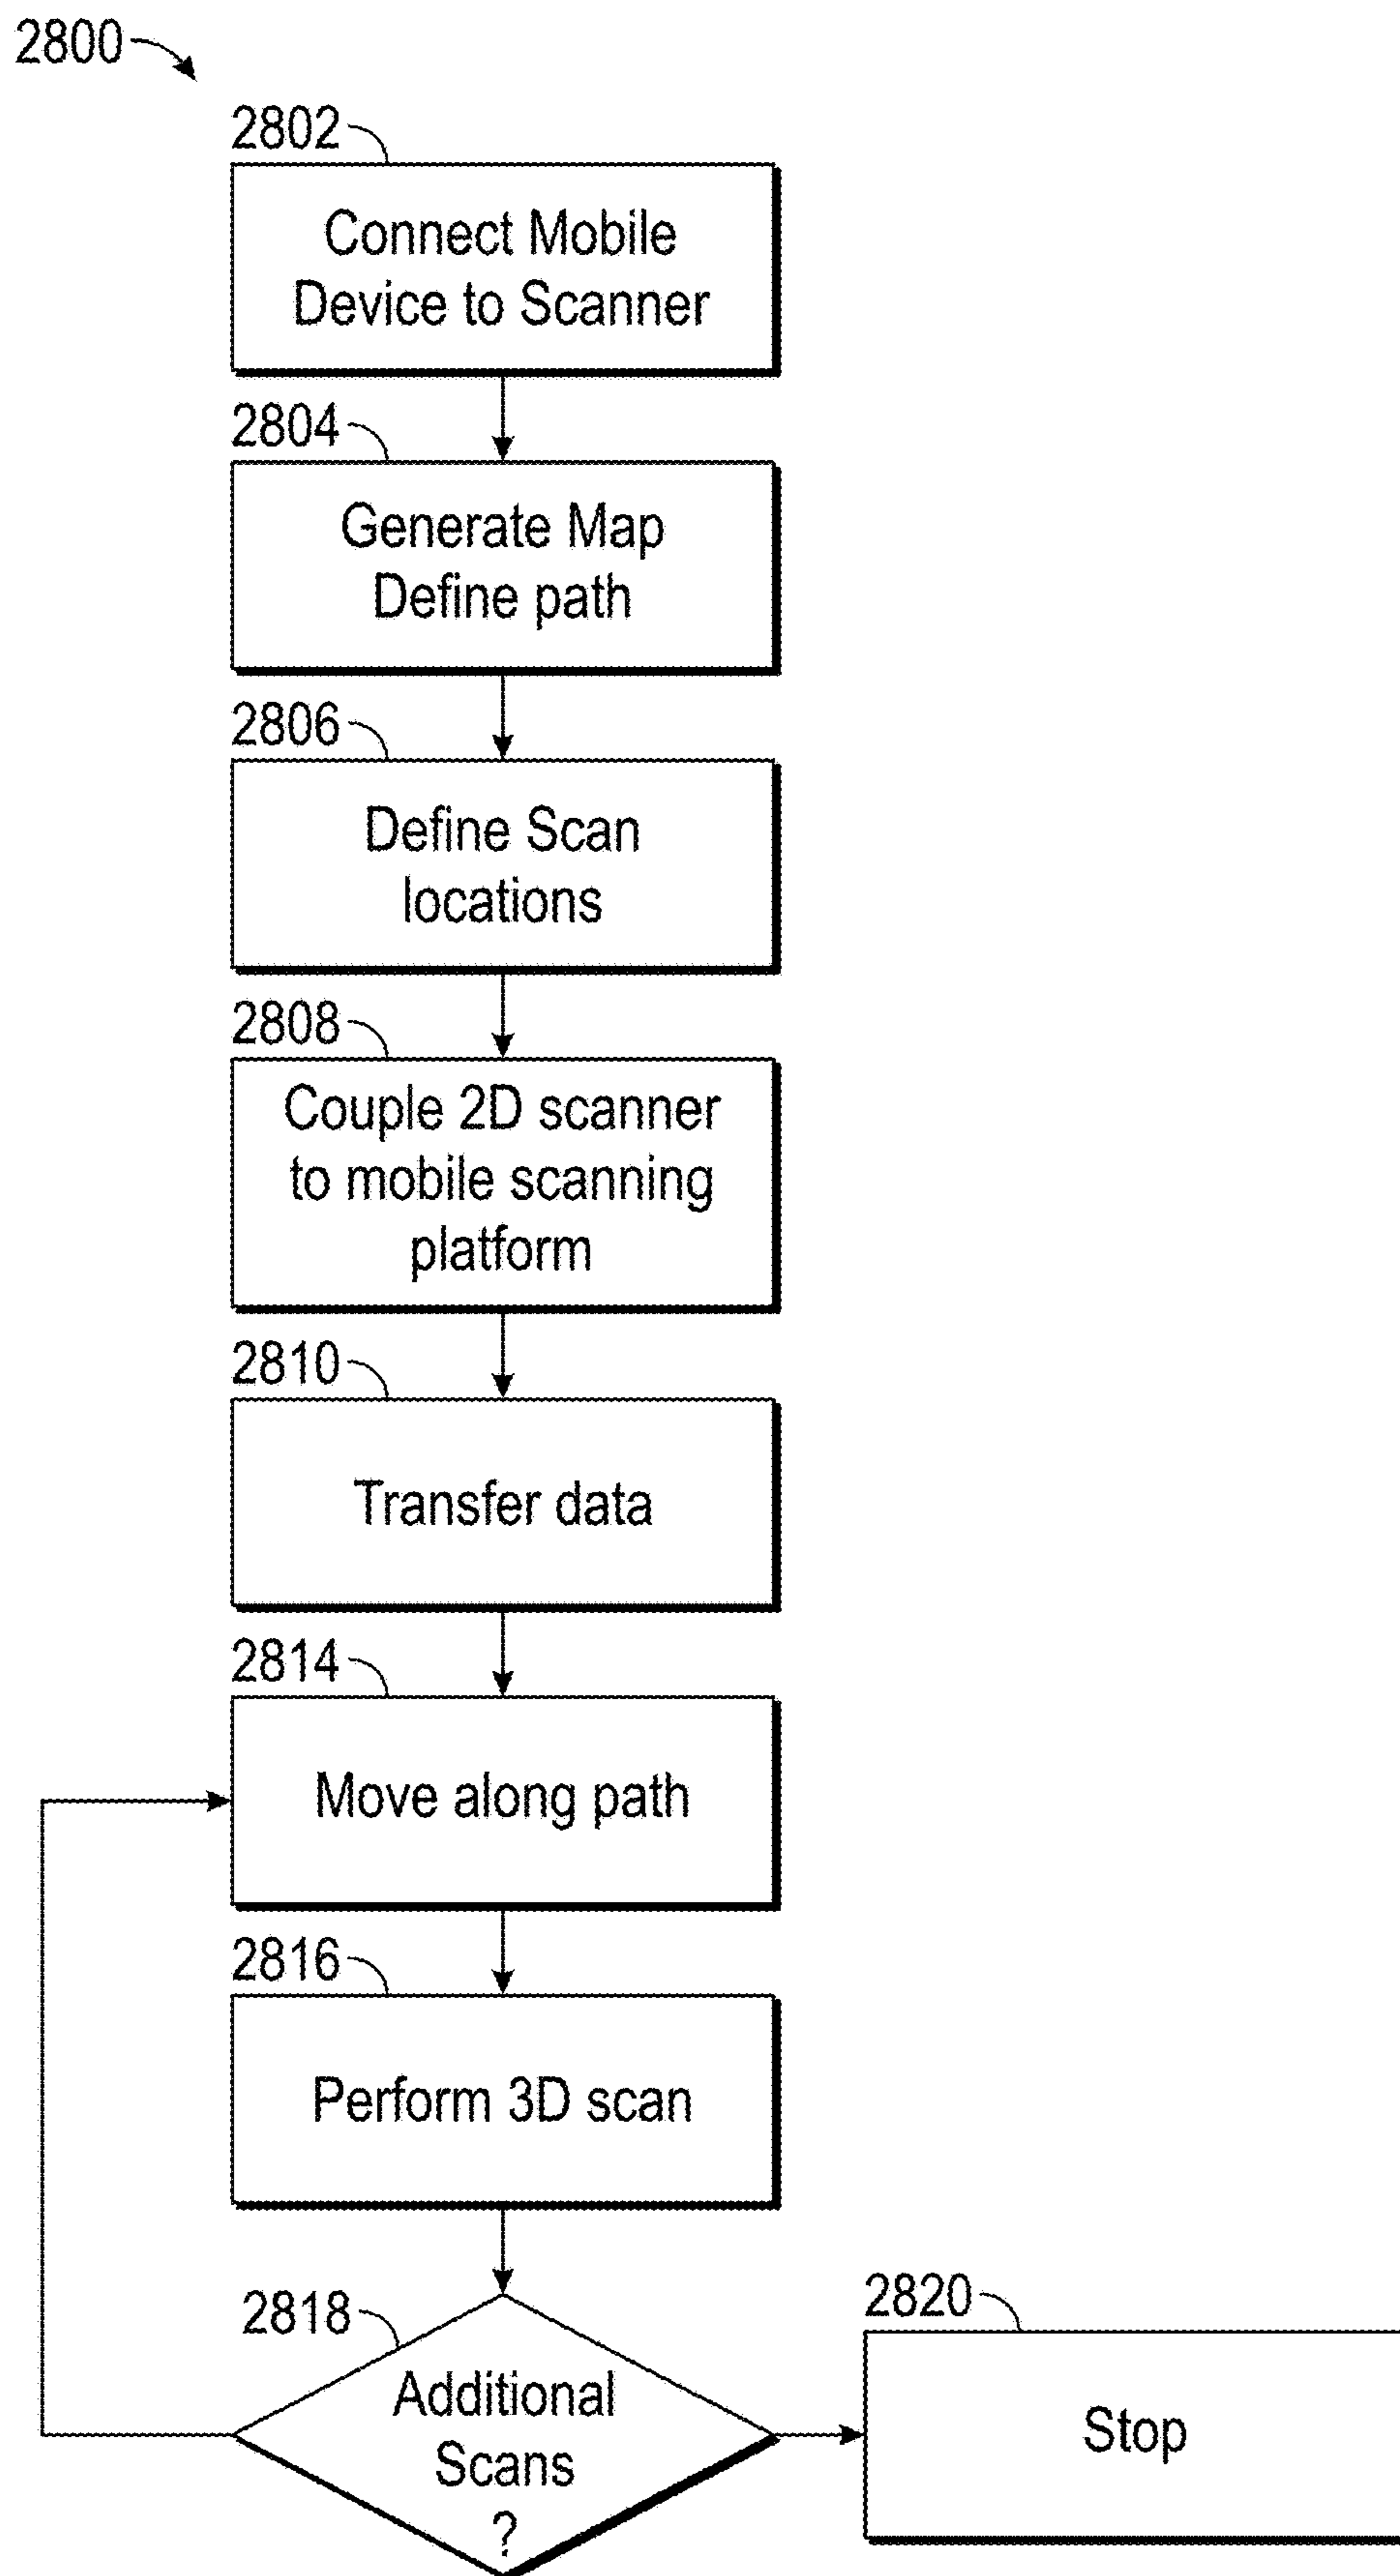 2800
2802
Connect Mobile
Device to Scanner
2804
Generate Map
Define path
2806
Define Scan
locations
2808
Couple 2D scanner
to mobile scanning
platform
2810
Transfer data
2814
Move along path
2816
Perform 3D scan
2818
Additional
Scans
?
2820
Stop